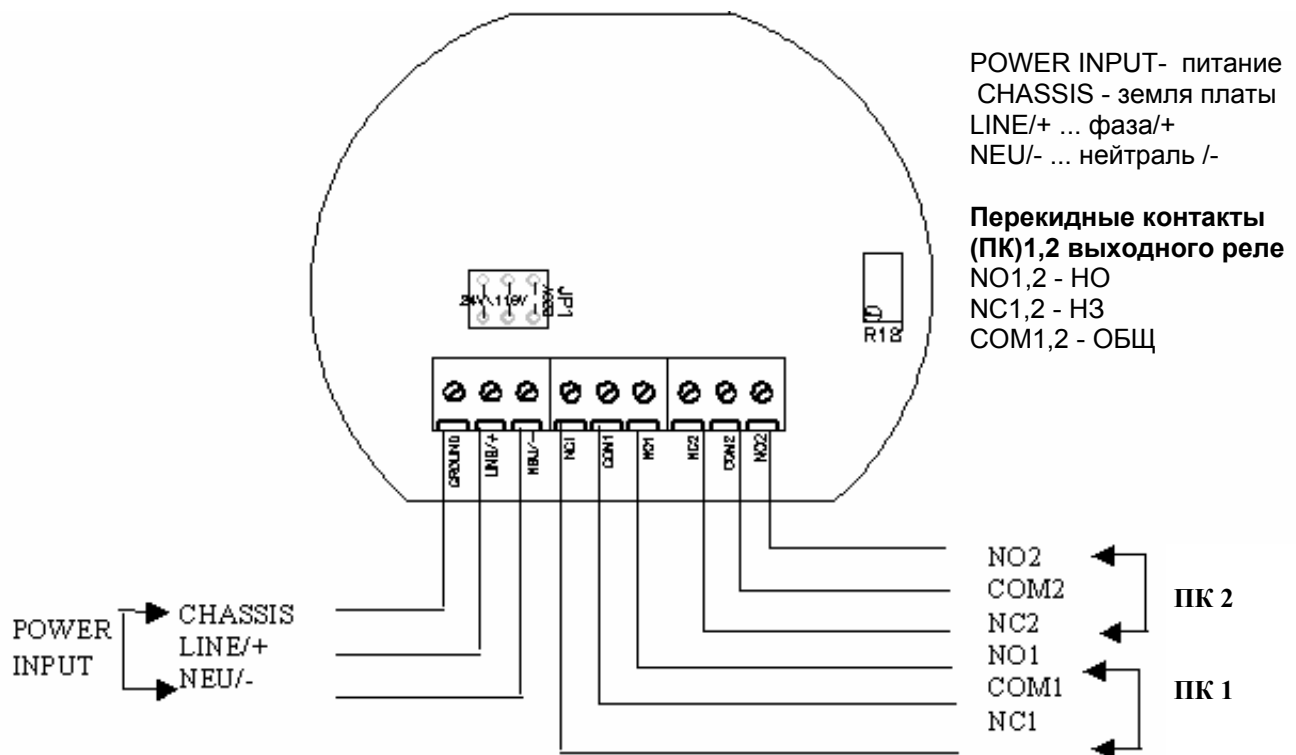 POWER INPUT- питание
CHASSIS - земля платы
LINE/+ ... фаза/+
NEU/- ... нейтраль /-
Перекидные контакты
(ПК)1,2 выходного реле
NO1,2 - НО
NC1,2 - НЗ
COM1,2 - ОБЩ
24V
110V
JP1
R18
GROUND
LINE/+
NEU/-
NC1
COM1
NO1
NC2
COM2
NO2
POWER
INPUT
CHASSIS
LINE/+
NEU/-
NO2
COM2
NC2
NO1
COM1
NC1
ПК 2
ПК 1